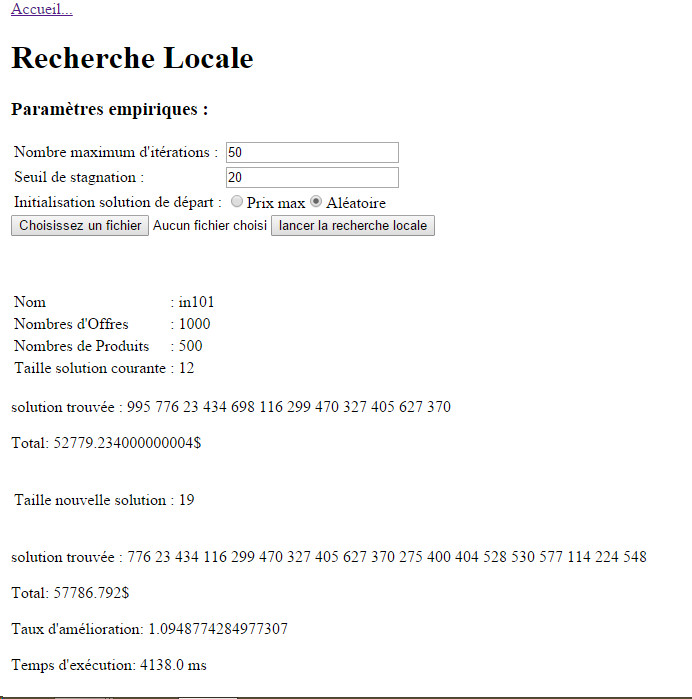 Accueil...
Recherche Locale
Paramètres empiriques :
Nombre maximum d'itérations : 50
Seuil de stagnation : 20
Initialisation solution de départ : Prix max Aléatoire
Choisissez un fichier Aucun fichier choisi lancer la recherche locale
Nom : in101
Nombres d'Offres : 1000
Nombres de Produits : 500
Taille solution courante : 12
solution trouvée : 995 776 23 434 698 116 299 470 327 405 627 370
Total: 52779.234000000004$
Taille nouvelle solution : 19
solution trouvée : 776 23 434 116 299 470 327 405 627 370 275 400 404 528 530 577 114 224 548
Total: 57786.792$
Taux d'amélioration: 1.0948774284977307
Temps d'exécution: 4138.0 ms